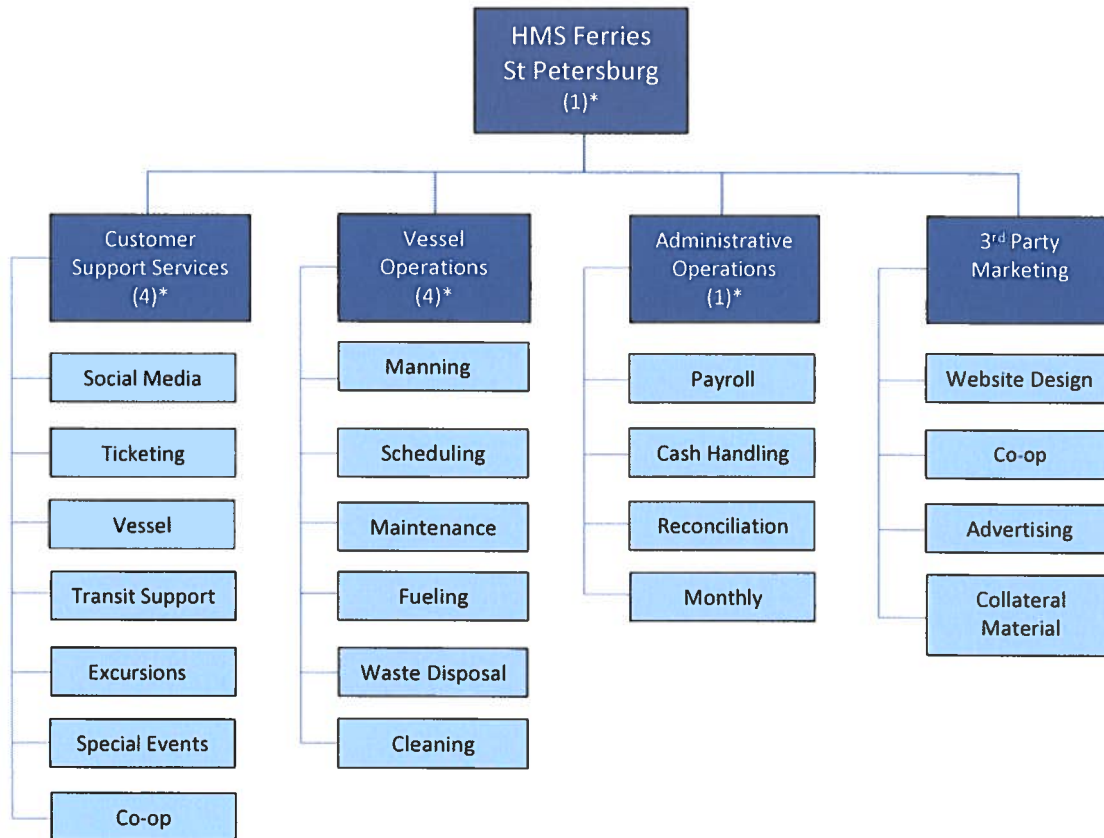 HMS Ferries
St Petersburg
(1)*
Customer
Support Services
(4)*
Social Media
Ticketing
Vessel
Transit Support
Excursions
Special Events
Co-op
Vessel
Operations
(4)*
Manning
Scheduling
Maintenance
Fueling
Waste Disposal
Cleaning
Administrative
Operations
(1)*
Payroll
Cash Handling
Reconciliation
Monthly
3rd Party
Marketing
Website Design
Co-op
Advertising
Collateral
Material